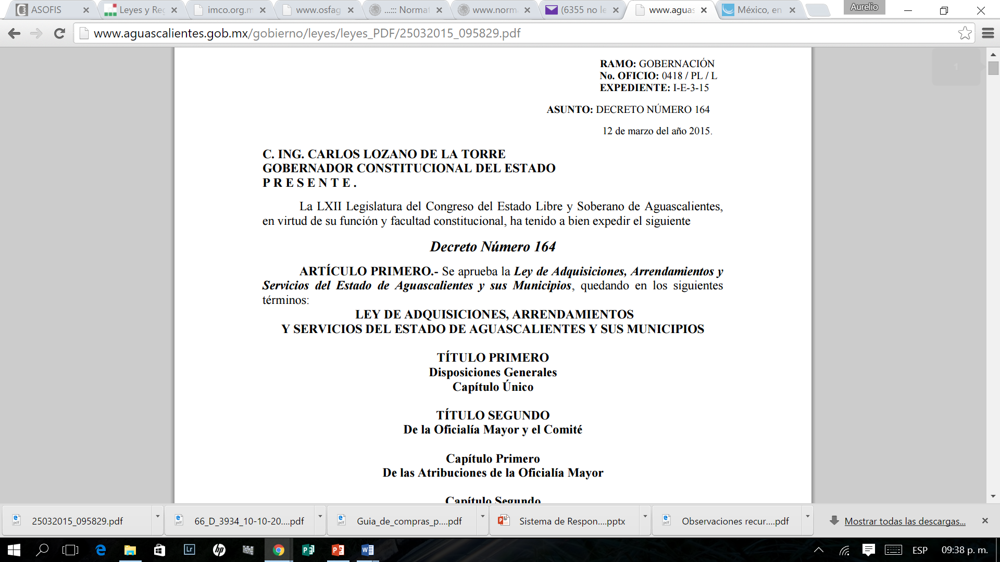 ASOFIS
Leyes y Reg
imco.org.m
www.osfag
...::: Normat
www.norm
(6355 no le
www.aguas
México, en
Aurelio
www.aguascalientes.gob.mx/gobierno/leyes/leyes_PDF/25032015_095829.pdf
1
RAMO: GOBERNACIÓN
No. OFICIO: 0418 / PL / L
EXPEDIENTE: I-E-3-15
ASUNTO: DECRETO NÚMERO 164
12 de marzo del año 2015.
C. ING. CARLOS LOZANO DE LA TORRE
GOBERNADOR CONSTITUCIONAL DEL ESTADO
P R E S E N T E .
La LXII Legislatura del Congreso del Estado Libre y Soberano de Aguascalientes,
en virtud de su función y facultad constitucional, ha tenido a bien expedir el siguiente
Decreto Número 164
ARTÍCULO PRIMERO.- Se aprueba la Ley de Adquisiciones, Arrendamientos y
Servicios del Estado de Aguascalientes y sus Municipios, quedando en los siguientes
términos:
LEY DE ADQUISICIONES, ARRENDAMIENTOS
Y SERVICIOS DEL ESTADO DE AGUASCALIENTES Y SUS MUNICIPIOS
TÍTULO PRIMERO
Disposiciones Generales
Capítulo Único
TÍTULO SEGUNDO
De la Oficialía Mayor y el Comité
Capítulo Primero
De las Atribuciones de la Oficialía Mayor
Capítulo Segundo
25032015_095829.pdf
66_D_3934_10-10-20....pdf
Guia_de_compras_p....pdf
Sistema de Respon....pptx
Observaciones recur....pdf
Mostrar todas las descargas...
Lr
hp
ESP
09:38 p. m.